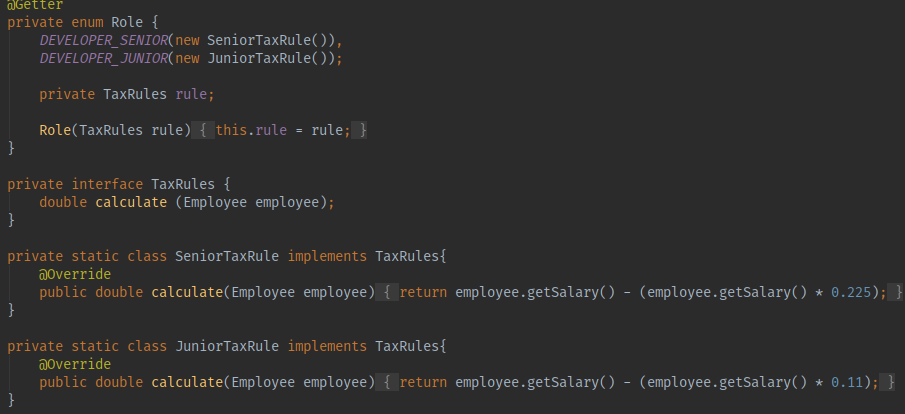 @Getter
private enum Role {
DEVELOPER_SENIOR(new SeniorTaxRule()),
DEVELOPER_JUNIOR(new JuniorTaxRule());
private TaxRules rule;
Role(TaxRules rule) { this.rule = rule; }
}
private interface TaxRules {
double calculate (Employee employee);
}
private static class SeniorTaxRule implements TaxRules{
@Override
public double calculate(Employee employee) { return employee.getSalary() - (employee.getSalary() * 0.225); }
}
private static class JuniorTaxRule implements TaxRules{
@Override
public double calculate(Employee employee) { return employee.getSalary() - (employee.getSalary() * 0.11); }
}